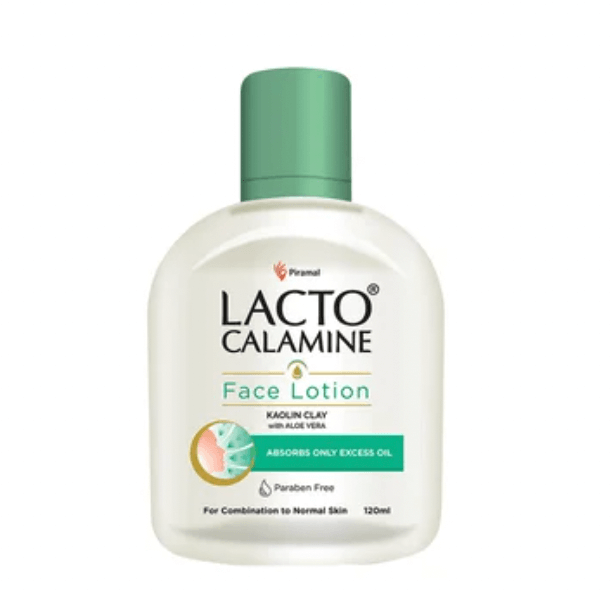 Piramal
LACTO®
CALAMINE
Face Lotion
KAOLIN CLAY
with ALOE VERA
ABSORBS ONLY EXCESS OIL
Paraben Free
For Combination to Normal Skin 120ml